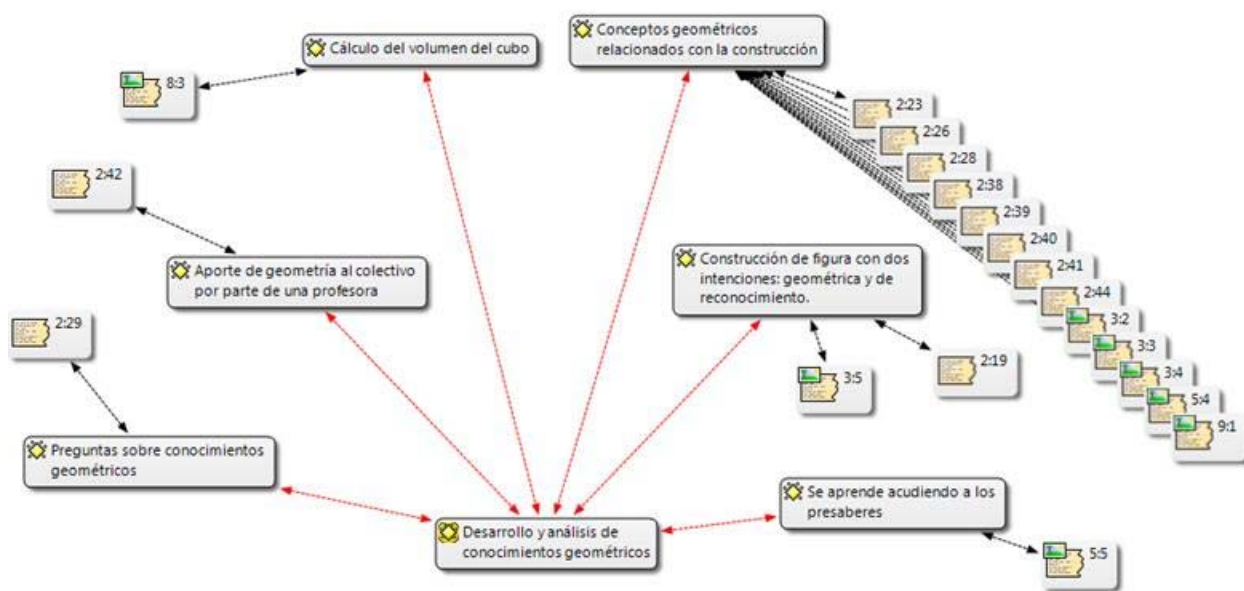 Cálculo del volumen del cubo
Conceptos geométricos
relacionados con la construcción
8:3
2:23
2:26
2:28
2:38
2:39
2:40
2:41
2:44
3:2
3:3
3:4
5:4
9:1
2:42
Aporte de geometría al colectivo
por parte de una profesora
Construcción de figura con dos
intenciones: geométrica y de
reconocimiento.
2:29
3:5
2:19
Preguntas sobre conocimientos
geométricos
Se aprende acudiendo a los
presaberes
Desarrollo y análisis de
conocimientos geométricos
5:5